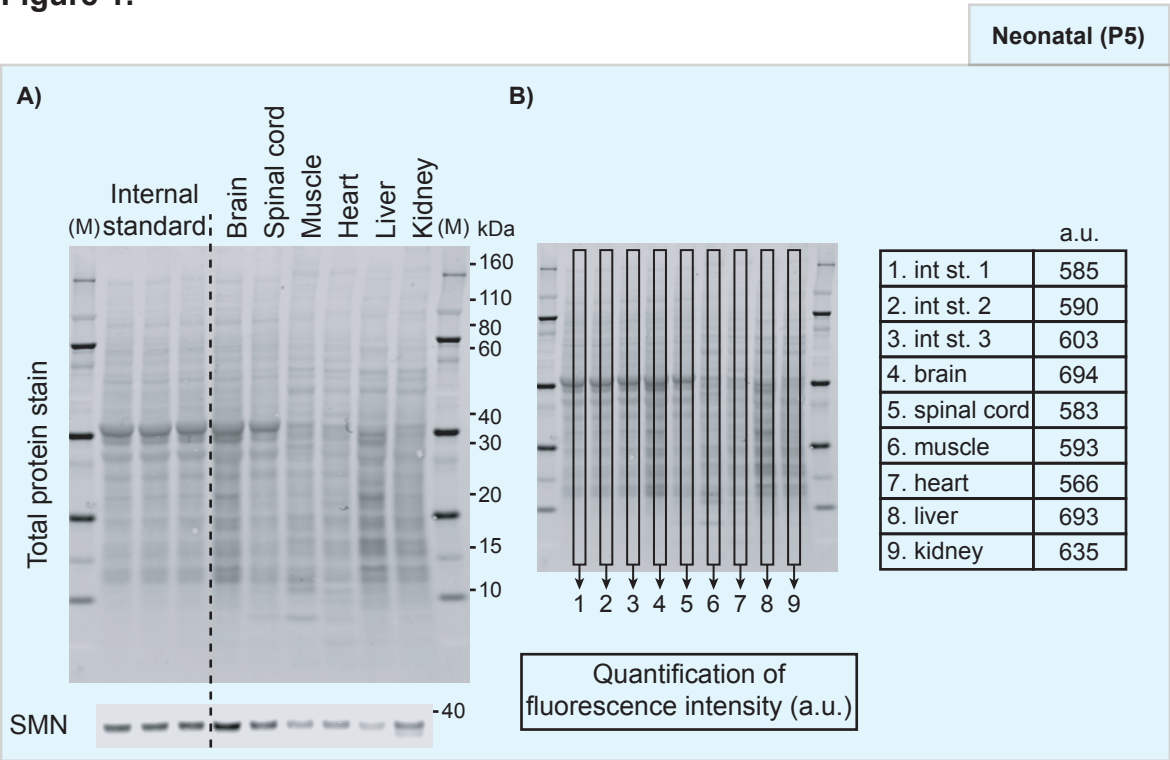 Figure 1.
Neonatal (P5)
A)
Internal
standard
(M)
Brain
Spinal cord
Muscle
Heart
Liver
Kidney
(M)
kDa
160
110
80
60
40
30
20
15
10
Total protein stain
SMN
40
B)
1 2 3 4 5 6 7 8 9
Quantification of
fluorescence intensity (a.u.)
a.u.
1. int st. 1 585
2. int st. 2 590
3. int st. 3 603
4. brain 694
5. spinal cord 583
6. muscle 593
7. heart 566
8. liver 693
9. kidney 635